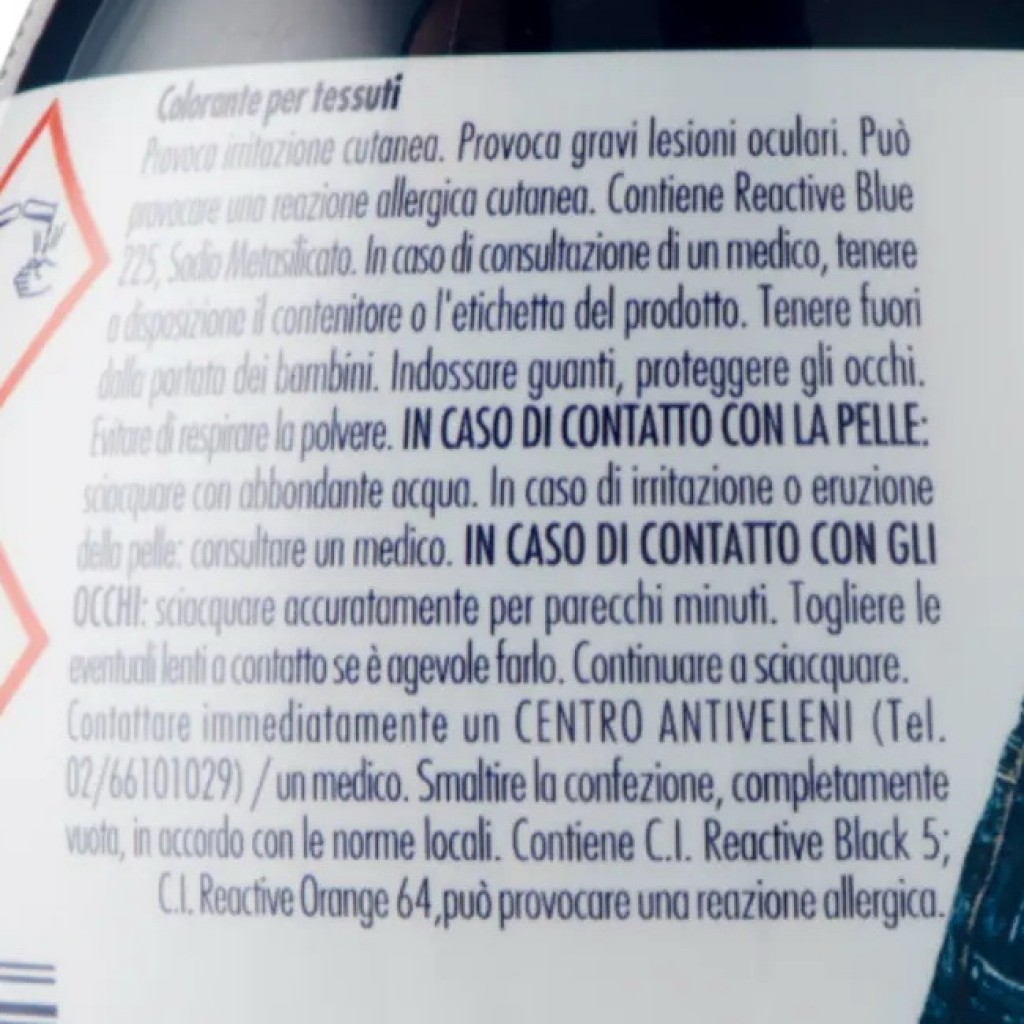 Colorante per tessuti
Provoca irritazione cutanea. Provoca gravi lesioni oculari. Può
provocare una reazione allergica cutanea. Contiene Reactive Blue
225, Sodio Metasilicato. In caso di consultazione di un medico, tenere
a disposizione il contenitore o l'etichetta del prodotto. Tenere fuori
dalla portata dei bambini. Indossare guanti, proteggere gli occhi.
Evitare di respirare la polvere. IN CASO DI CONTATTO CON LA PELLE:
sciacquare con abbondante acqua. In caso di irritazione o eruzione
della pelle: consultare un medico. IN CASO DI CONTATTO CON GLI
OCCHI: sciacquare accuratamente per parecchi minuti. Togliere le
eventuali lenti a contatto se è agevole farlo. Continuare a sciacquare.
Contattare immediatamente un CENTRO ANTIVELENI (Tel.
02/66101029) / un medico. Smaltire la confezione, completamente
vuota, in accordo con le norme locali. Contiene C.I. Reactive Black 5;
C.I. Reactive Orange 64,può provocare una reazione allergica.